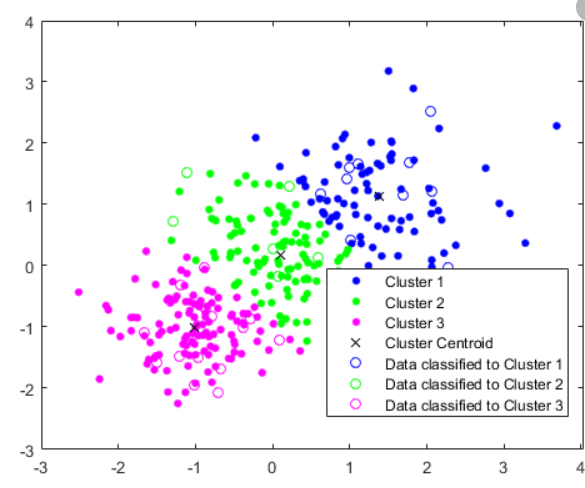 4
3
2
1
0
-1
-2
-3
-3
-2
-1
0
1
2
3
4
Cluster 1
Cluster 2
Cluster 3
Cluster Centroid
Data classified to Cluster 1
Data classified to Cluster 2
Data classified to Cluster 3